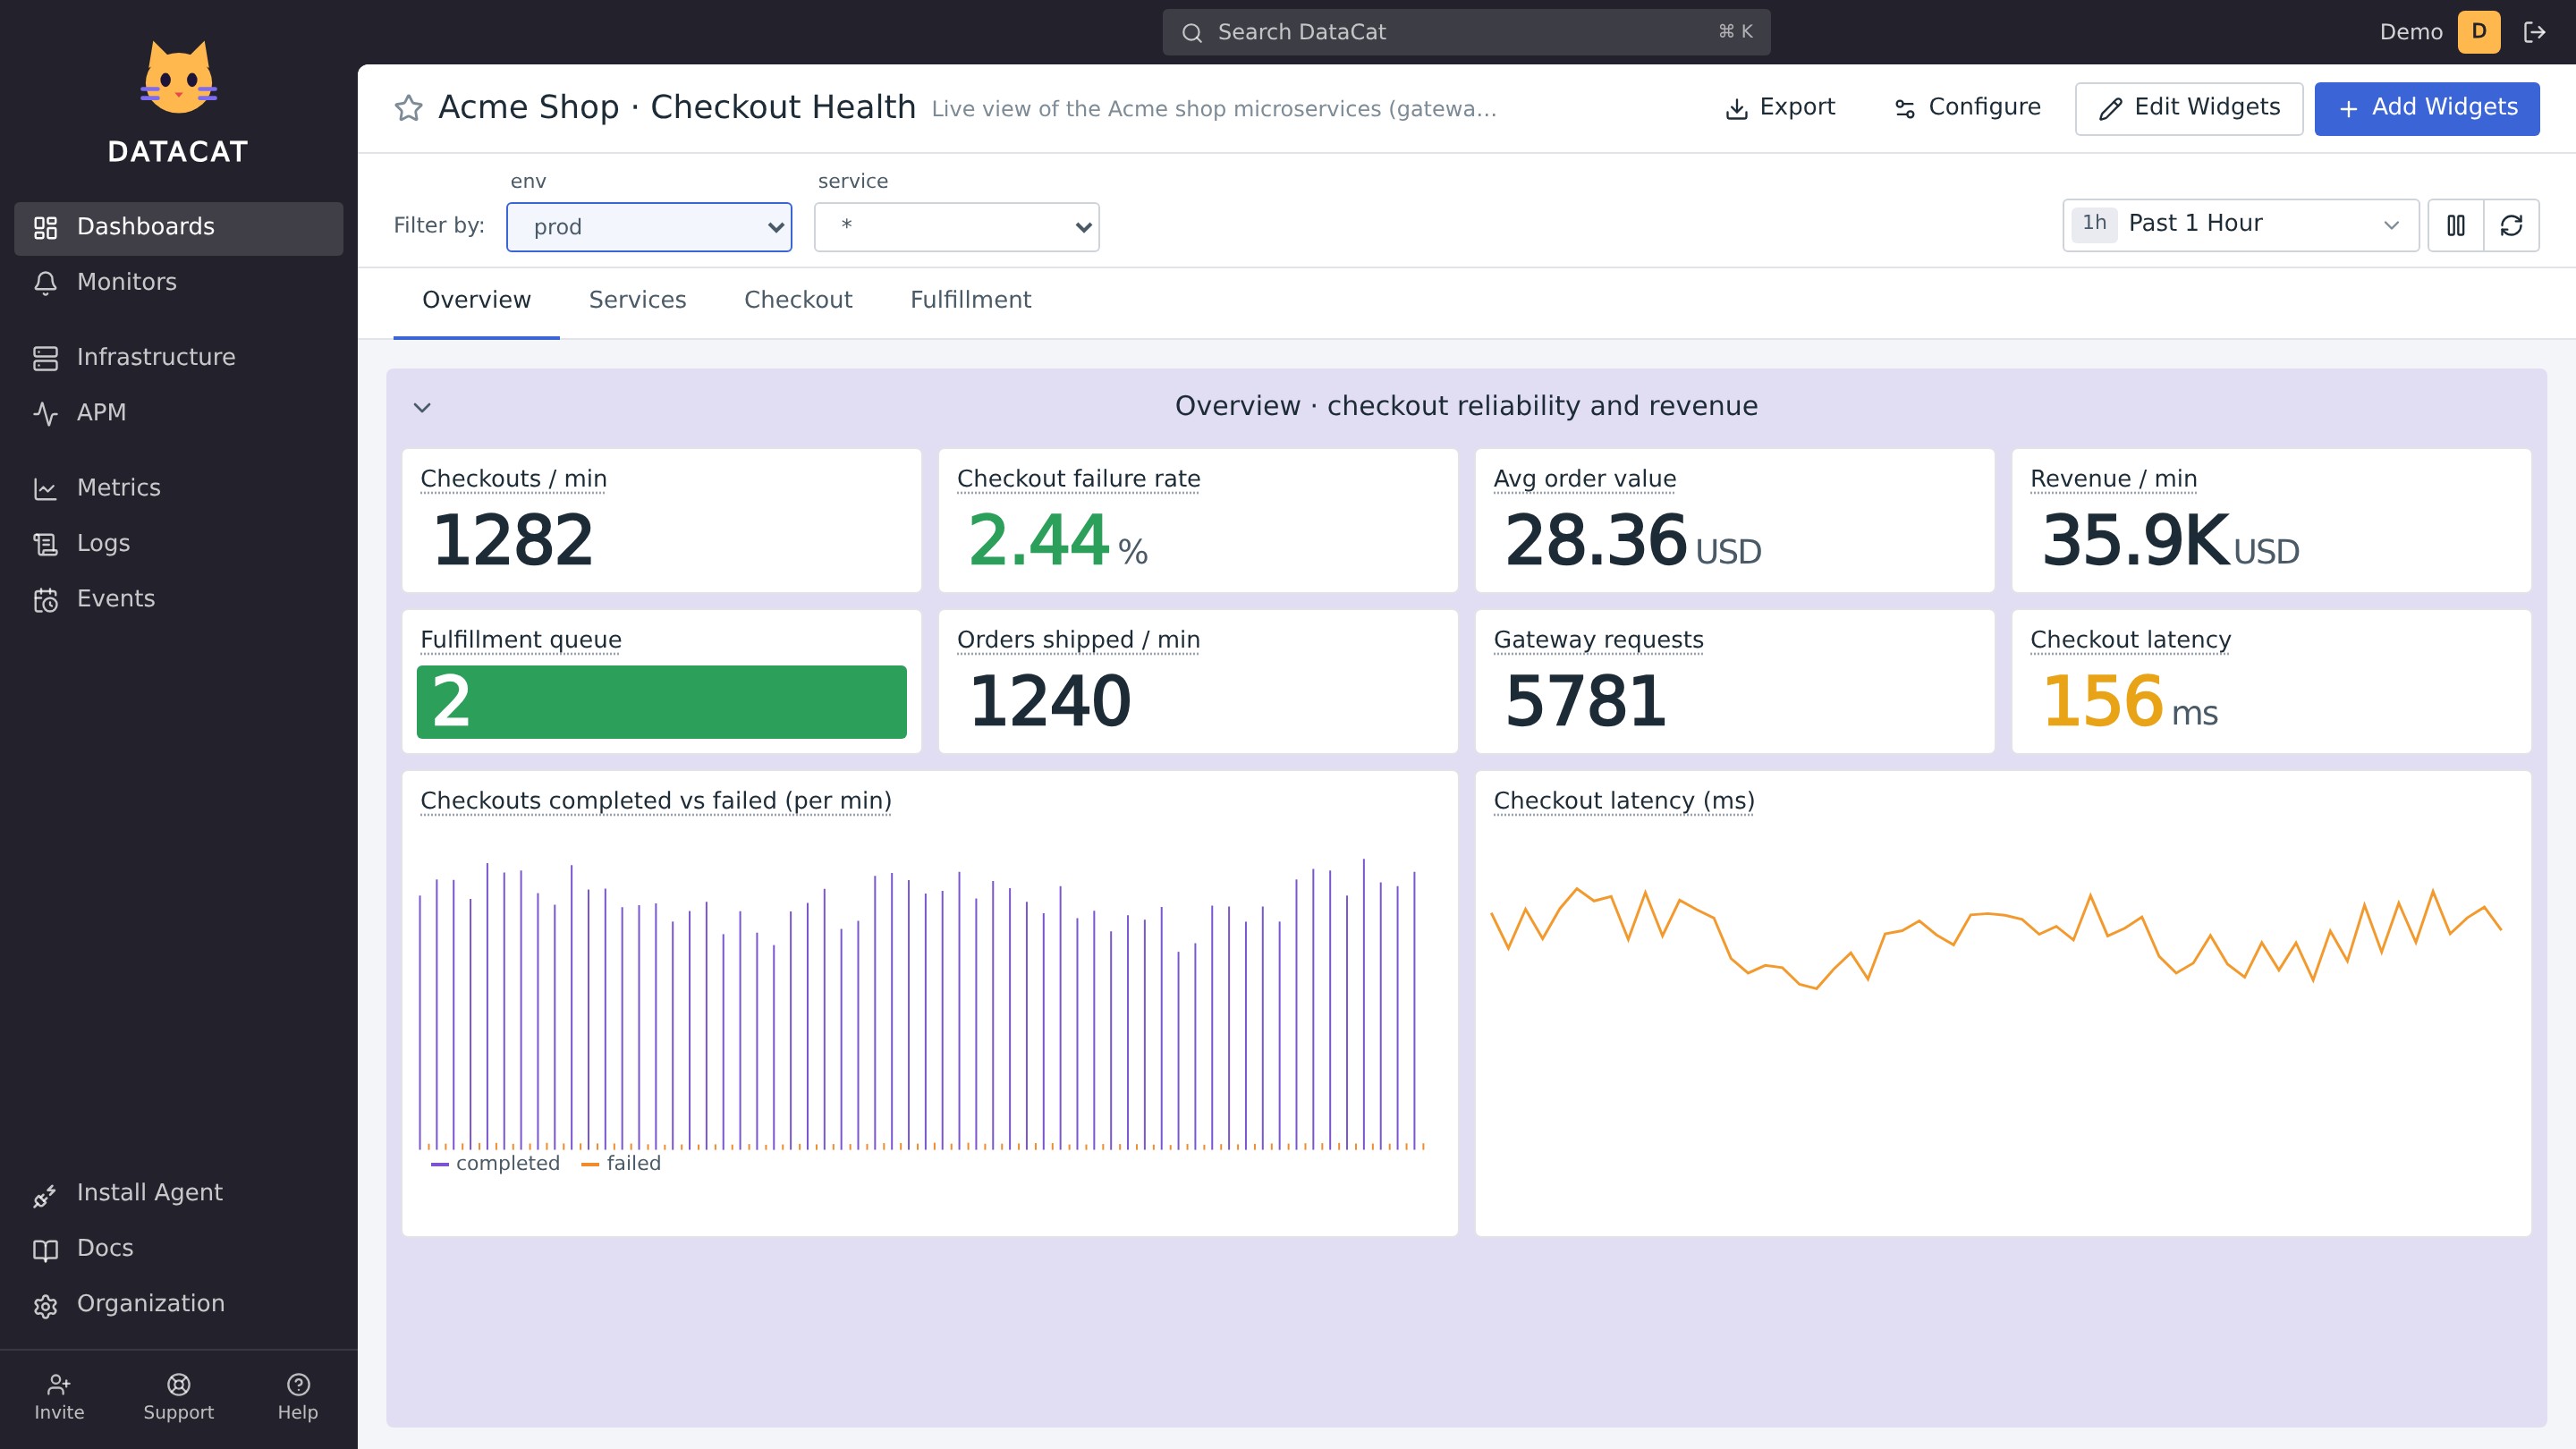 Search DataCat ⌘ K
Demo D
DATACAT
Dashboards
Monitors
Infrastructure
APM
Metrics
Logs
Events
Install Agent
Docs
Organization
Invite
Support
Help
Acme Shop · Checkout Health
Live view of the Acme shop microservices (gatewa...
Export
Configure
Edit Widgets
Add Widgets
Filter by:
env
prod
service
*
1h Past 1 Hour
Overview
Services
Checkout
Fulfillment
Overview · checkout reliability and revenue
Checkouts / min
1282
Checkout failure rate
2.44 %
Avg order value
28.36 USD
Revenue / min
35.9K USD
Fulfillment queue
2
Orders shipped / min
1240
Gateway requests
5781
Checkout latency
156 ms
Checkouts completed vs failed (per min)
completed failed
Checkout latency (ms)